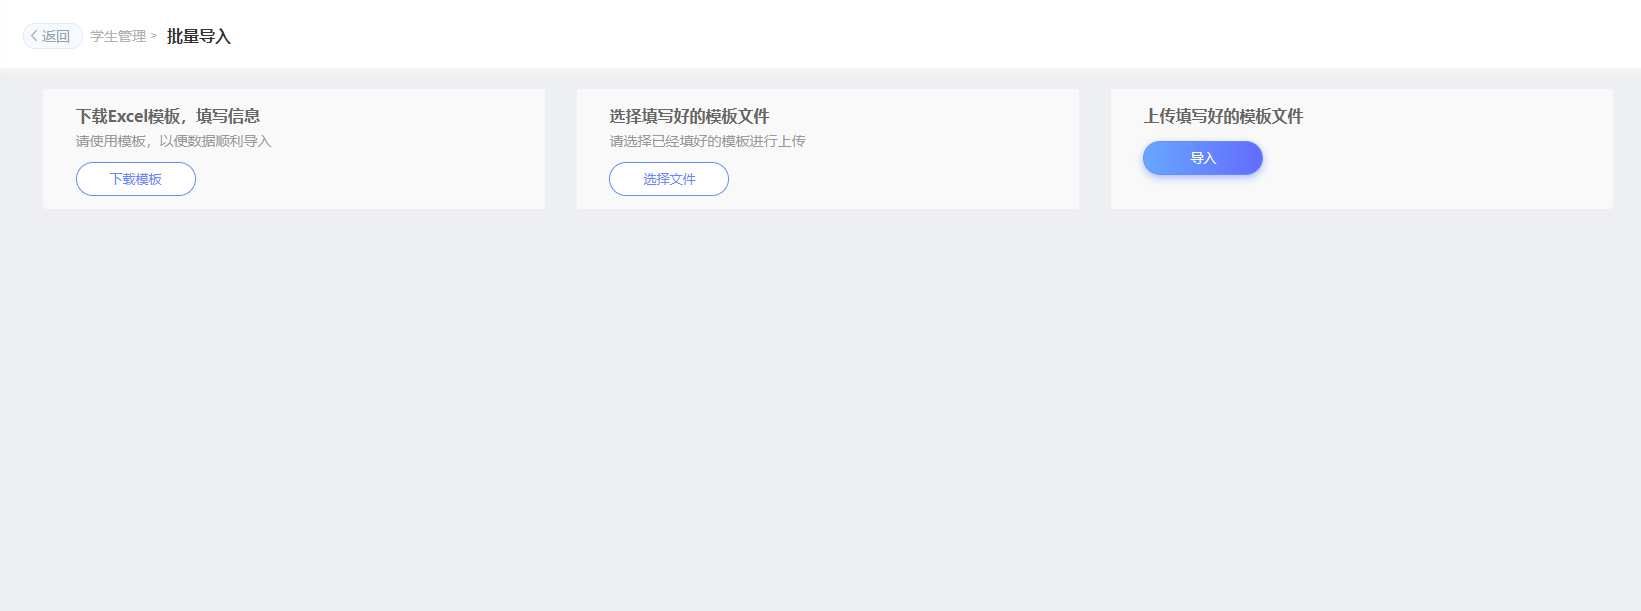 返回 学生管理 > 批量导入
下载Excel模板，填写信息
请使用模板，以便数据顺利导入
下载模板
选择填写好的模板文件
请选择已经填好的模板进行上传
选择文件
上传填写好的模板文件
导入